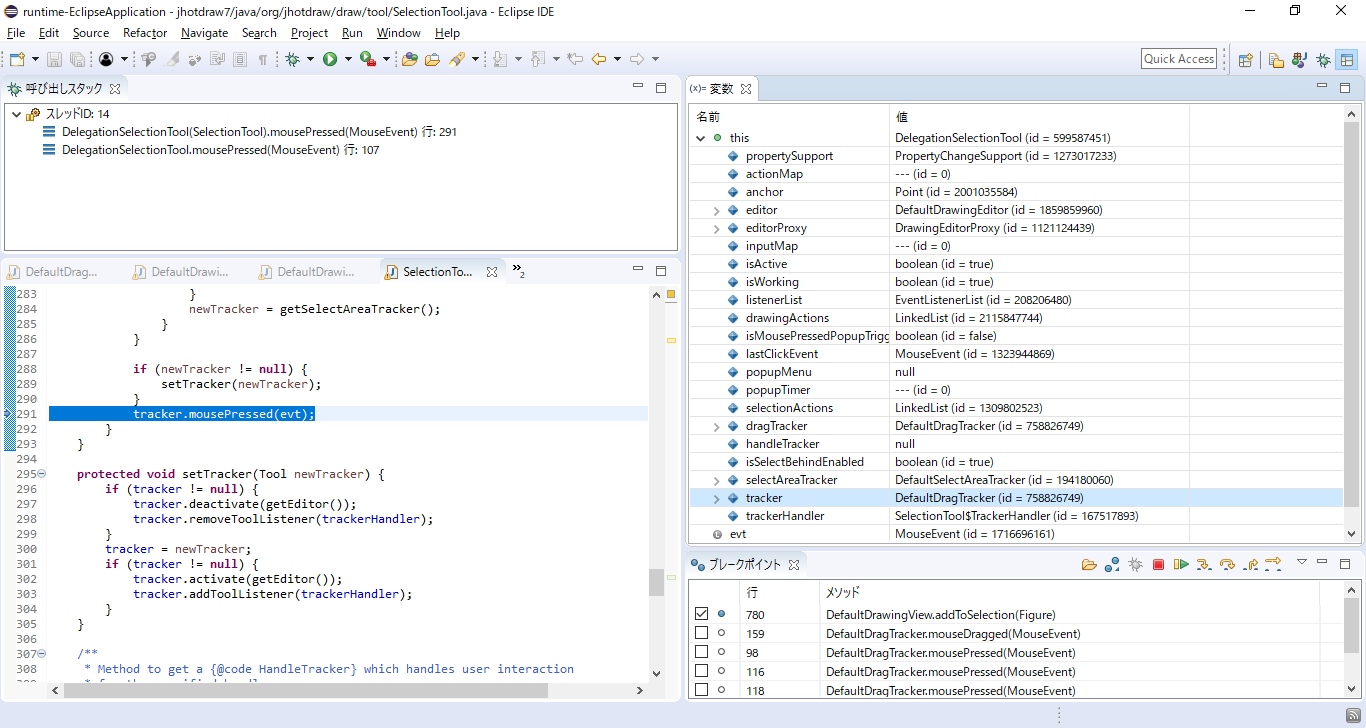 runtime-EclipseApplication - jhotdraw7/java/org/jhotdraw/draw/tool/SelectionTool.java - Eclipse IDE
File Edit Source Refactor Navigate Search Project Run Window Help
Quick Access
呼び出しスタック
スレッドID: 14
DelegationSelectionTool(SelectionTool).mousePressed(MouseEvent) 行: 291
DelegationSelectionTool.mousePressed(MouseEvent) 行: 107
DefaultDrag... DefaultDrawi... DefaultDrawi... SelectionTo... »2
283 }
284 newTracker = getSelectAreaTracker();
285 }
286 }
287
288 if (newTracker != null) {
289 setTracker(newTracker);
290 }
291 tracker.mousePressed(evt);
292 }
293 }
294
295 protected void setTracker(Tool newTracker) {
296 if (tracker != null) {
297 tracker.deactivate(getEditor());
298 tracker.removeToolListener(trackerHandler);
299 }
300 tracker = newTracker;
301 if (tracker != null) {
302 tracker.activate(getEditor());
303 tracker.addToolListener(trackerHandler);
304 }
305 }
306
307 /**
308 * Method to get a {@code HandleTracker} which handles user interaction
(x)= 変数
名前 値
this DelegationSelectionTool (id = 599587451)
propertySupport PropertyChangeSupport (id = 1273017233)
actionMap --- (id = 0)
anchor Point (id = 2001035584)
editor DefaultDrawingEditor (id = 1859859960)
editorProxy DrawingEditorProxy (id = 1121124439)
inputMap --- (id = 0)
isActive boolean (id = true)
isWorking boolean (id = true)
listenerList EventListenerList (id = 208206480)
drawingActions LinkedList (id = 2115847744)
isMousePressedPopupTrigg boolean (id = false)
lastClickEvent MouseEvent (id = 1323944869)
popupMenu null
popupTimer --- (id = 0)
selectionActions LinkedList (id = 1309802523)
dragTracker DefaultDragTracker (id = 758826749)
handleTracker null
isSelectBehindEnabled boolean (id = true)
selectAreaTracker DefaultSelectAreaTracker (id = 194180060)
tracker DefaultDragTracker (id = 758826749)
trackerHandler SelectionTool$TrackerHandler (id = 167517893)
evt MouseEvent (id = 1716696161)
ブレークポイント
行 メソッド
780 DefaultDrawingView.addToSelection(Figure)
159 DefaultDragTracker.mouseDragged(MouseEvent)
98 DefaultDragTracker.mousePressed(MouseEvent)
116 DefaultDragTracker.mousePressed(MouseEvent)
118 DefaultDragTracker.mousePressed(MouseEvent)